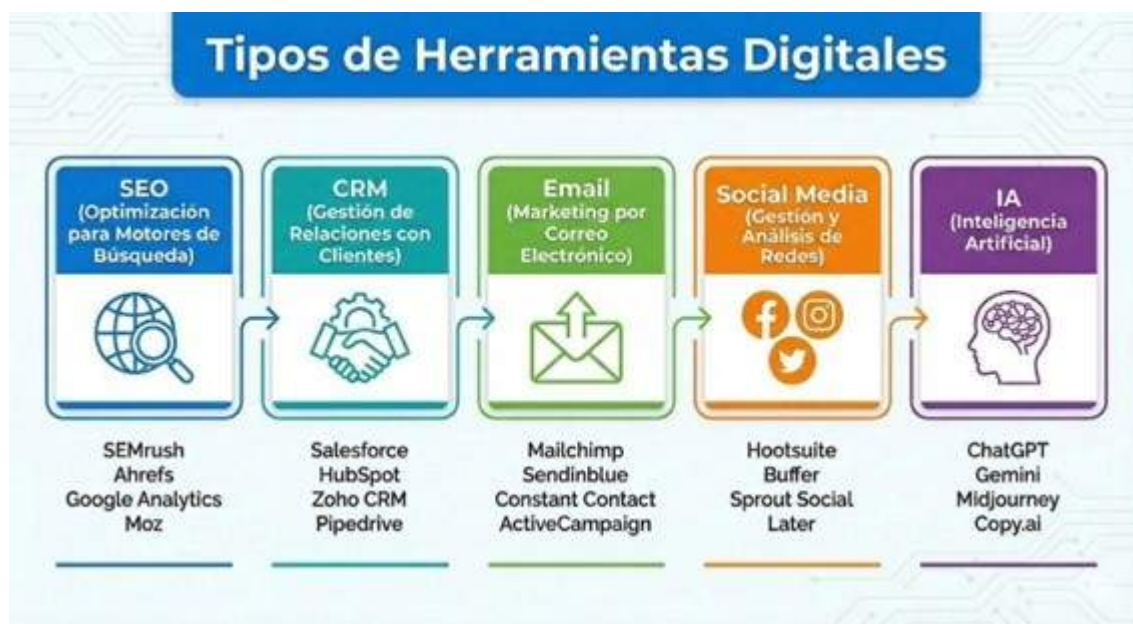 Tipos de Herramientas Digitales
SEO
(Optimización
para Motores de
Búsqueda)
SEMrush
Ahrefs
Google Analytics
Moz
CRM
(Gestión de
Relaciones con
Clientes)
Salesforce
HubSpot
Zoho CRM
Pipedrive
Email
(Marketing por
Correo
Electrónico)
Mailchimp
Sendinblue
Constant Contact
ActiveCampaign
Social Media
(Gestión y
Análisis de
Redes)
Hootsuite
Buffer
Sprout Social
Later
IA
(Inteligencia
Artificial)
ChatGPT
Gemini
Midjourney
Copy.ai